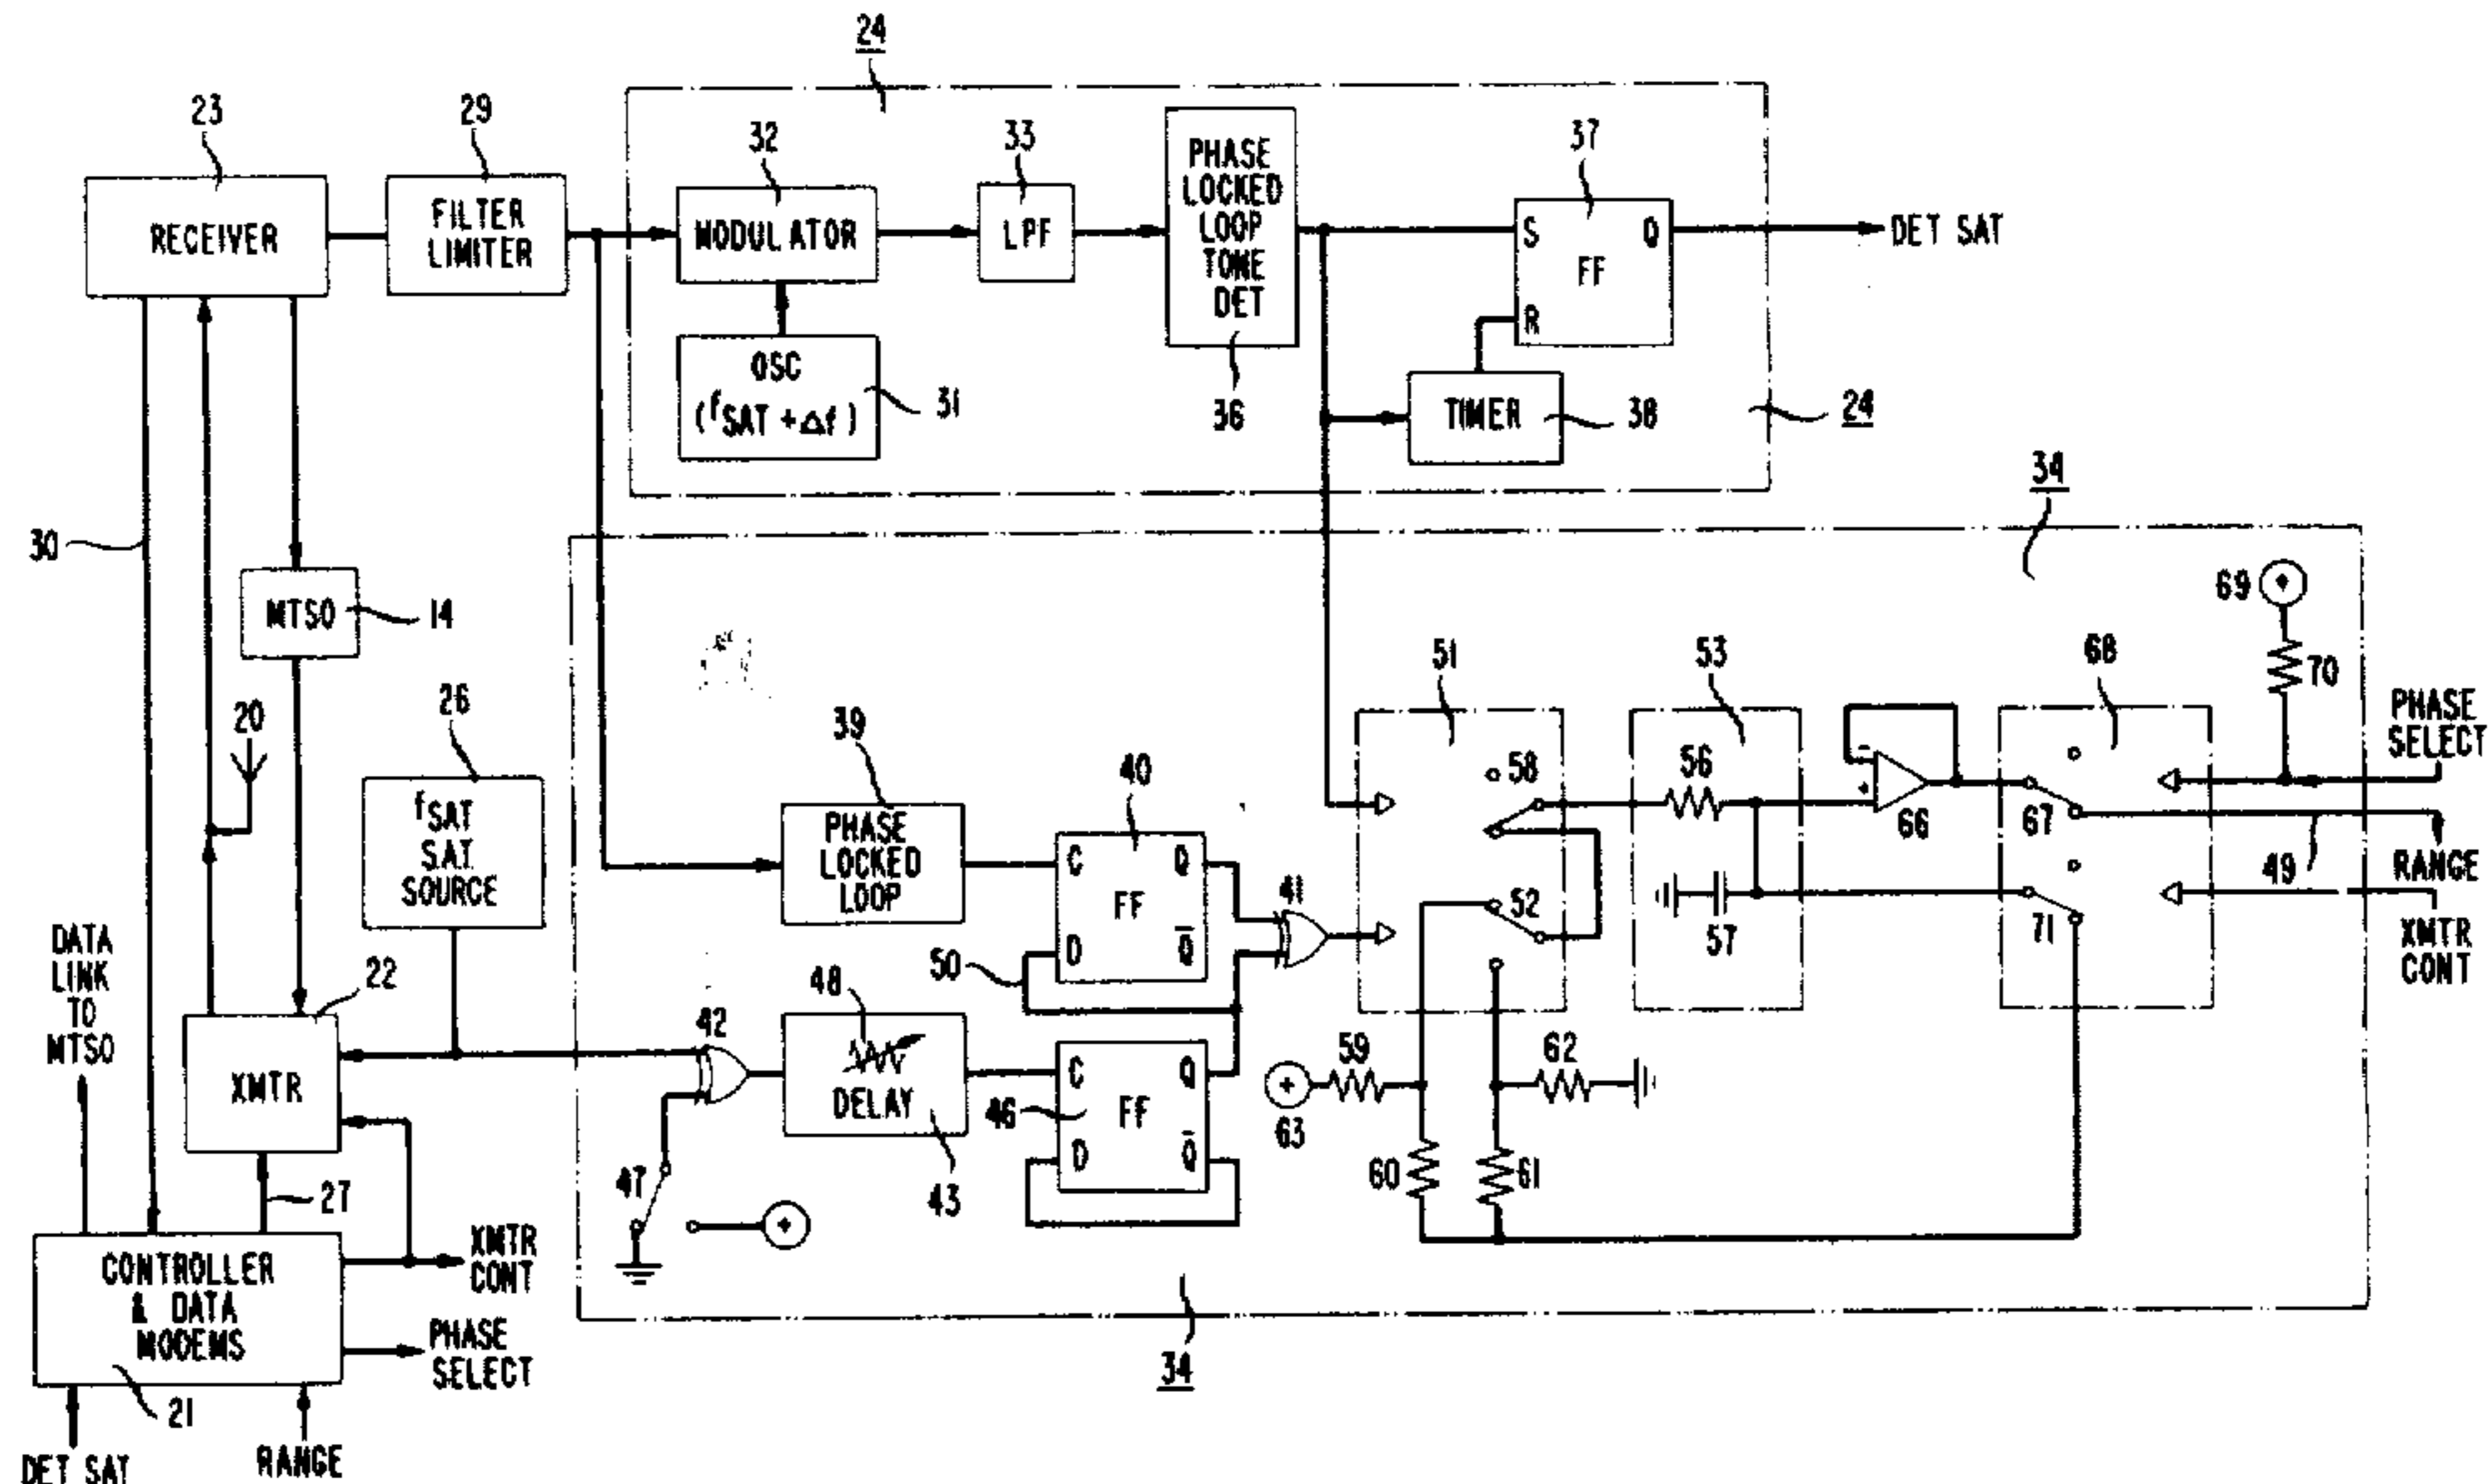 24
23
29
32
33
37
RECEIVER
FILTER
LIMITER
MODULATOR
LPF
PHASE
LOCKED
LOOP
TONE
DET
S
Q
FF
R
DET SAT
OSC
(fSAT + Δf)
31
36
TIMER
38
24
34
30
MTSO
14
69
70
20
26
39
40
51
53
68
PHASE
SELECT
fSAT
S.A.T.
SOURCE
PHASE
LOCKED
LOOP
C
Q
FF
D
Q̄
41
58
56
-
+
66
67
49
RANGE
52
57
71
XMTR
CONT
DATA
LINK
TO
MTSO
22
50
42
48
DELAY
43
46
C
Q
FF
D
Q̄
+
63
59
62
60
61
XMTR
27
47
+
CONTROLLER
& DATA
MODEMS
XMTR
CONT
PHASE
SELECT
21
34
DET SAT
RANGE